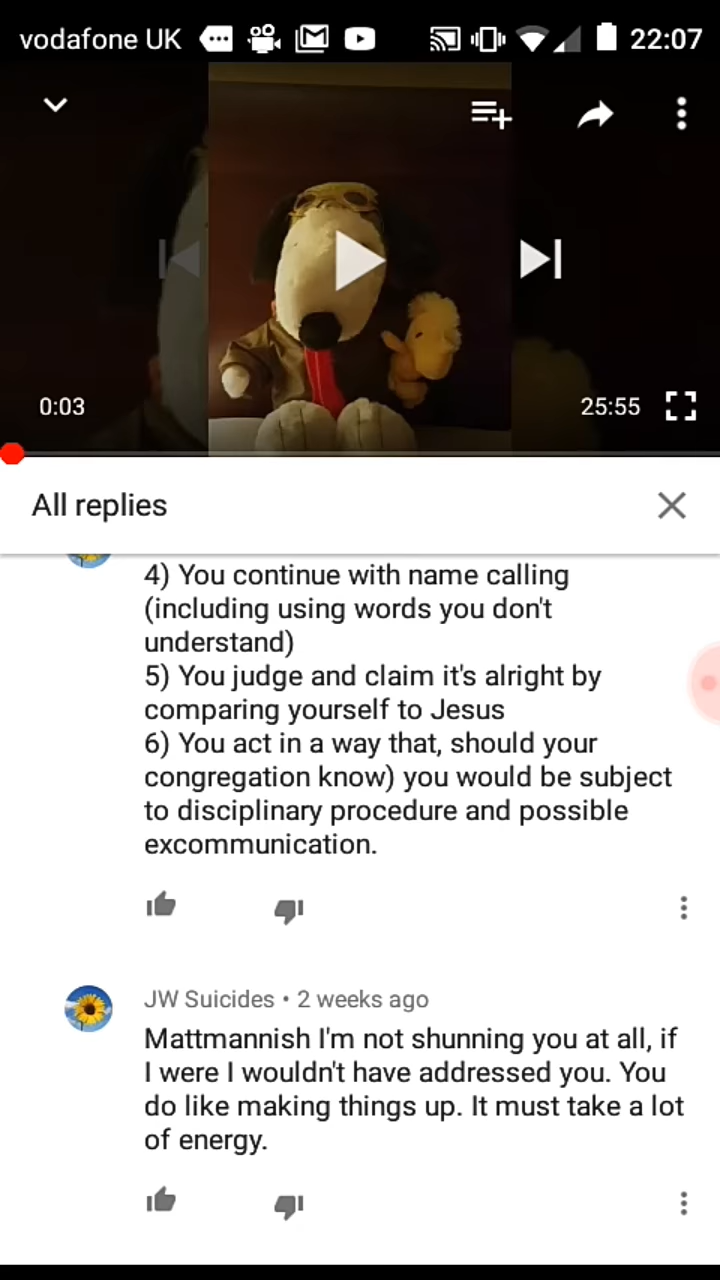 vodafone UK 22:07
0:03 25:55
All replies
4) You continue with name calling
(including using words you don't
understand)
5) You judge and claim it's alright by
comparing yourself to Jesus
6) You act in a way that, should your
congregation know) you would be subject
to disciplinary procedure and possible
excommunication.
JW Suicides • 2 weeks ago
Mattmannish I'm not shunning you at all, if
I were I wouldn't have addressed you. You
do like making things up. It must take a lot
of energy.